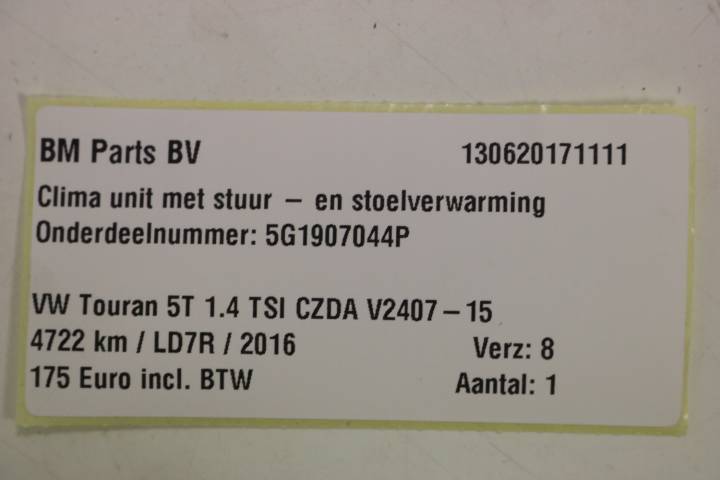 BM Parts BV 130620171111
Clima unit met stuur – en stoelverwarming
Onderdeelnummer: 5G1907044P
VW Touran 5T 1.4 TSI CZDA V2407–15
4722 km / LD7R / 2016 Verz: 8
175 Euro incl. BTW Aantal: 1